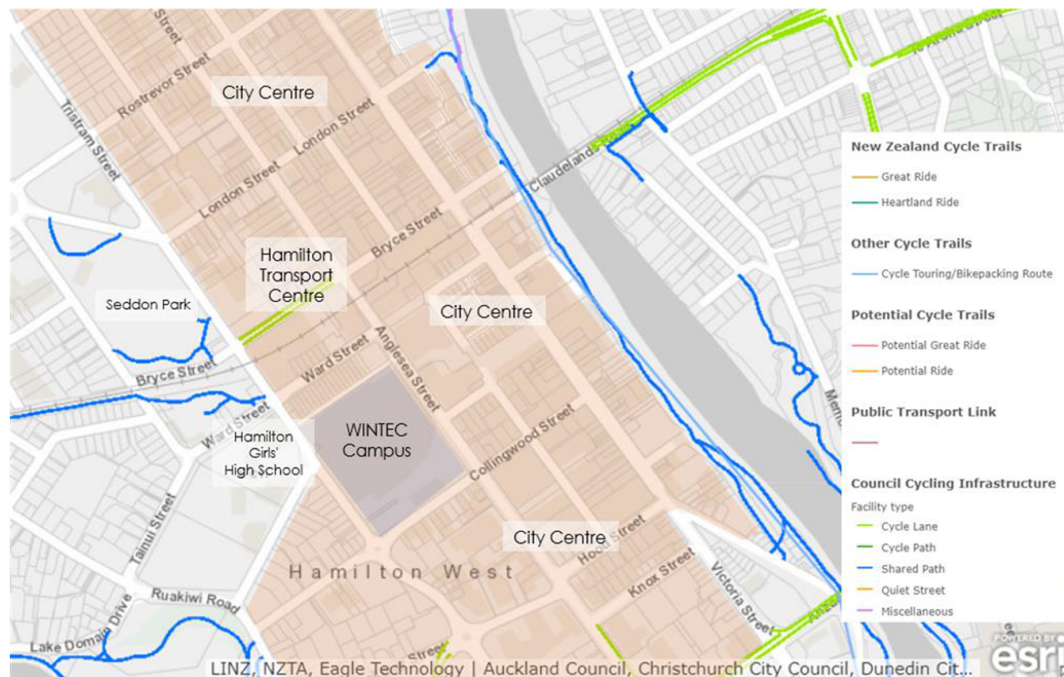 Street
Street
Rostrevor Street
City Centre
London Street
Tristram Street
London Street
Claudelands
Bryce Street
Hamilton
Transport
Centre
Seddon Park
City Centre
Anglesea Street
Ward Street
Bryce Street
Ward Street
WINTEC
Campus
Hamilton
Girls'
High School
Collingwood Street
City Centre
Hood Street
Tainui Street
Hamilton West
Knox Street
Victoria Street
Ruakiwi Road
Lake Domain Drive
Street
New Zealand Cycle Trails
Great Ride
Heartland Ride
Other Cycle Trails
Cycle Touring/Bikepacking Route
Potential Cycle Trails
Potential Great Ride
Potential Ride
Public Transport Link
Council Cycling Infrastructure
Facility type
Cycle Lane
Cycle Path
Shared Path
Quiet Street
Miscellaneous
POWERED BY
esri
LINZ, NZTA, Eagle Technology | Auckland Council, Christchurch City Council, Dunedin Cit...